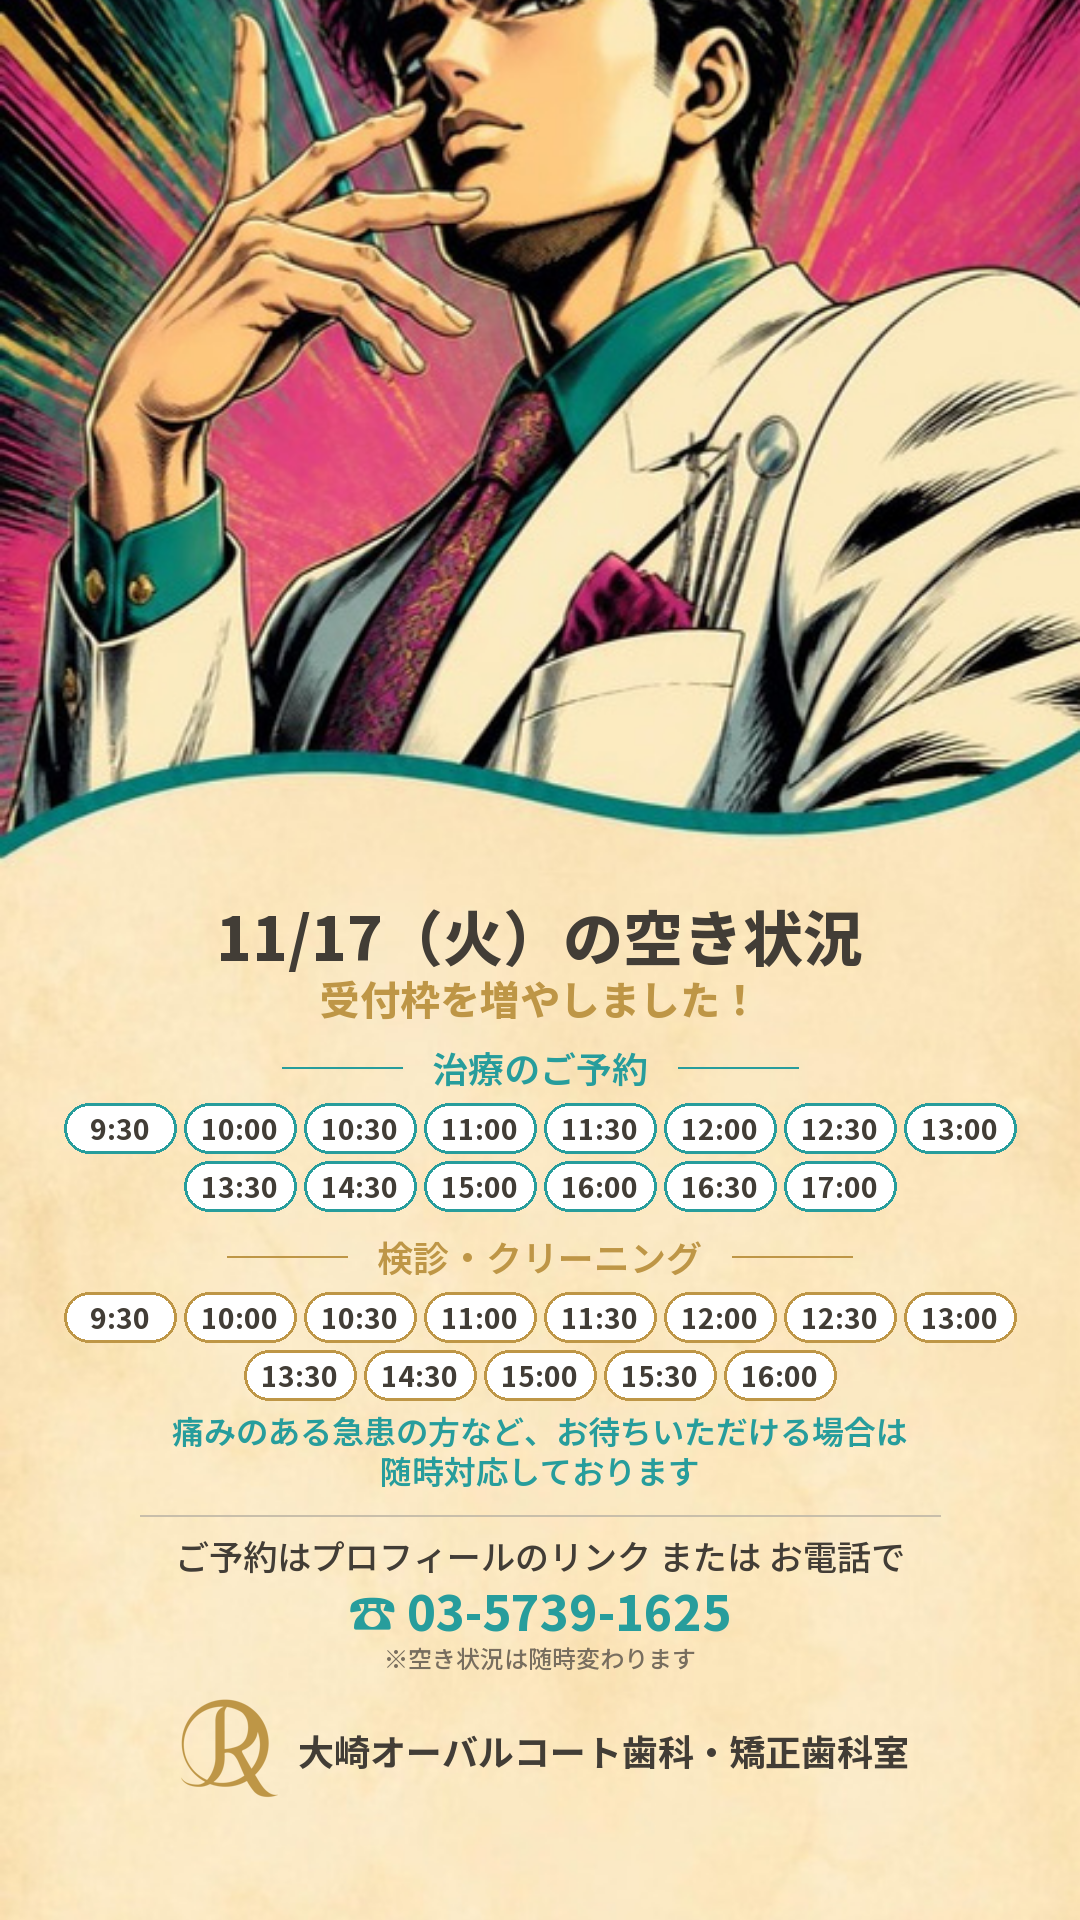 11/17（火）の空き状況
受付枠を増やしました！
治療のご予約
9:30 10:00 10:30 11:00 11:30 12:00 12:30 13:00
13:30 14:30 15:00 16:00 16:30 17:00
検診・クリーニング
9:30 10:00 10:30 11:00 11:30 12:00 12:30 13:00
13:30 14:30 15:00 15:30 16:00
痛みのある急患の方など、お待ちいただける場合は
随時対応しております
ご予約はプロフィールのリンク または お電話で
☎ 03-5739-1625
※空き状況は随時変わります
大崎オーバルコート歯科・矯正歯科室